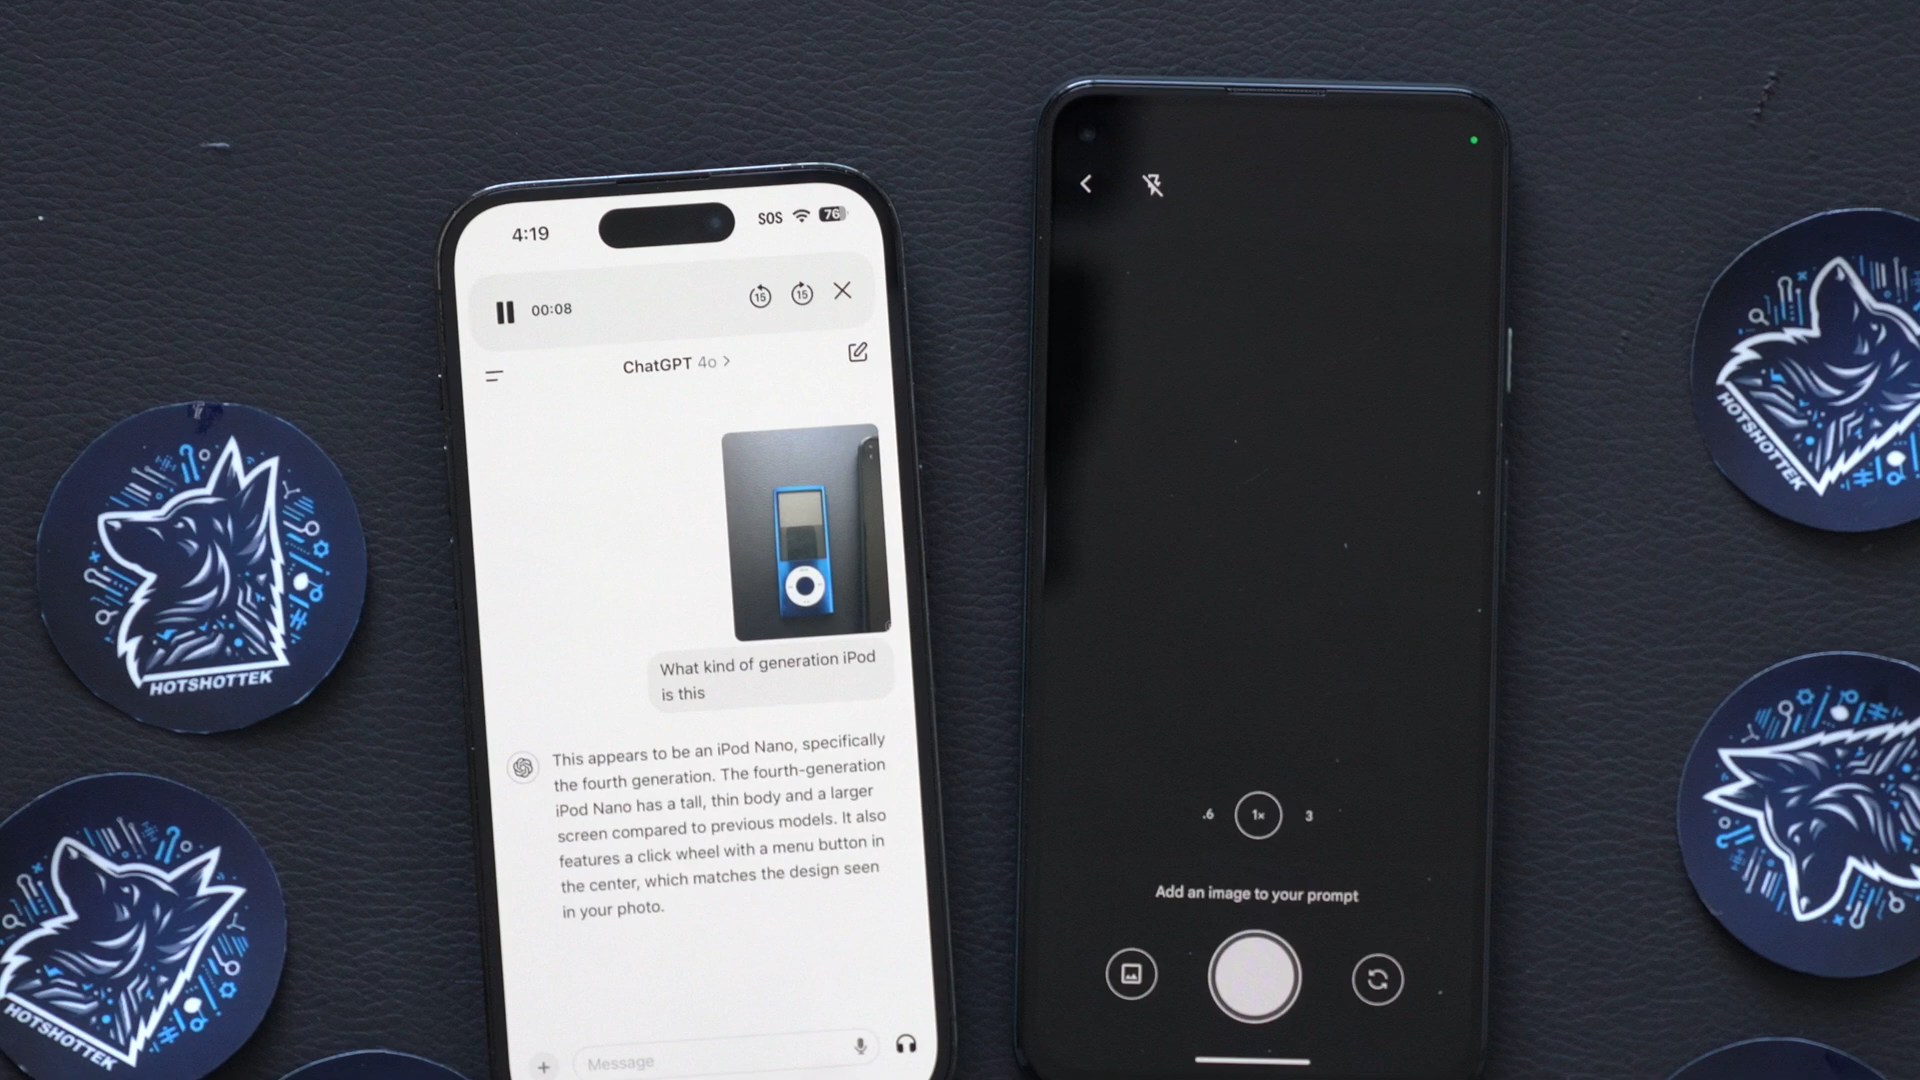 4:19
SOS
76
00:08
15
15
ChatGPT 4o >
What kind of generation iPod
is this
This appears to be an iPod Nano, specifically
the fourth generation. The fourth-generation
iPod Nano has a tall, thin body and a larger
screen compared to previous models. It also
features a click wheel with a menu button in
the center, which matches the design seen
in your photo.
Message
.6
1×
3
Add an image to your prompt
HOTSHOTTEK
HOTSHOTTEK
HOTSHOTTEK